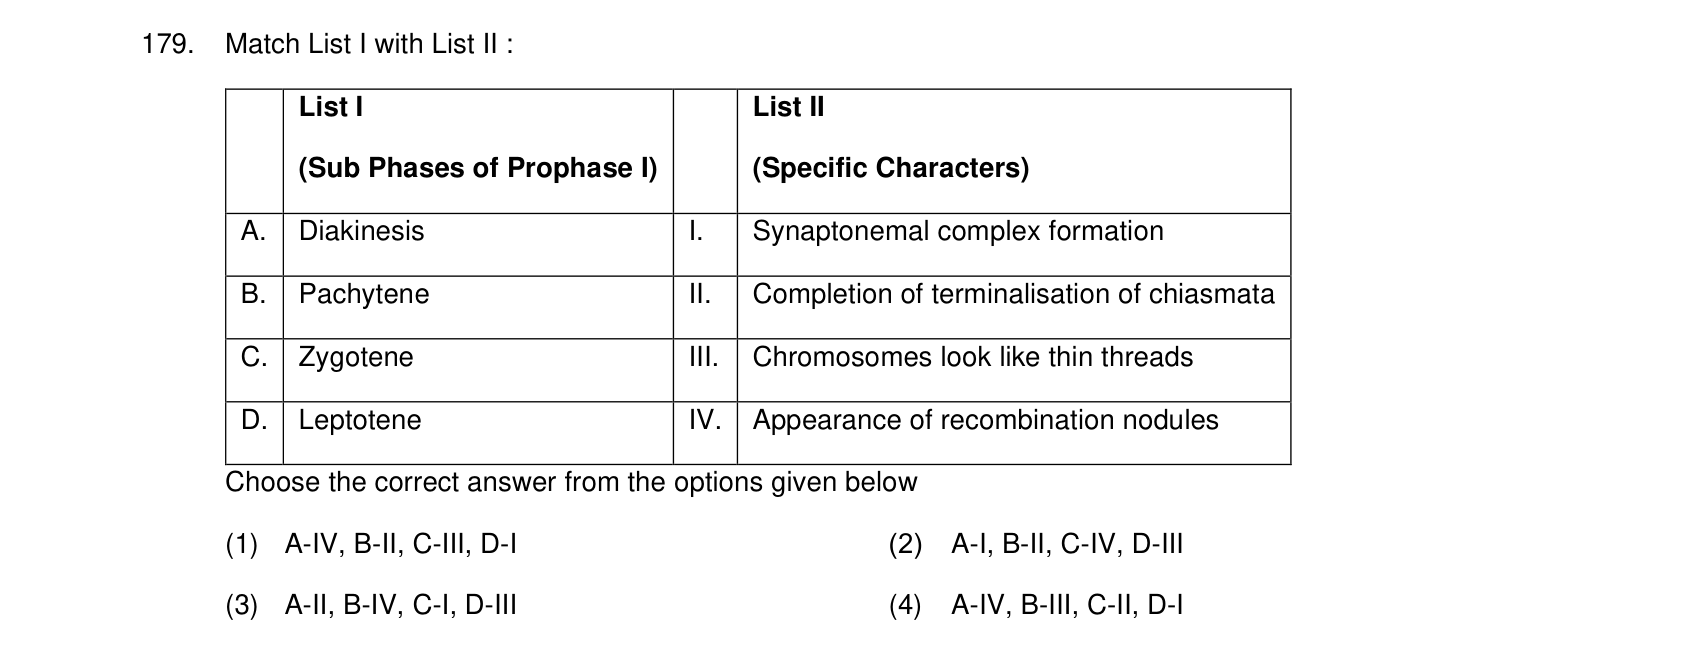 179. Match List I with List II :
List I List II
(Sub Phases of Prophase I) (Specific Characters)
A. Diakinesis I. Synaptonemal complex formation
B. Pachytene II. Completion of terminalisation of chiasmata
C. Zygotene III. Chromosomes look like thin threads
D. Leptotene IV. Appearance of recombination nodules
Choose the correct answer from the options given below
(1) A-IV, B-II, C-III, D-I (2) A-I, B-II, C-IV, D-III
(3) A-II, B-IV, C-I, D-III (4) A-IV, B-III, C-II, D-I